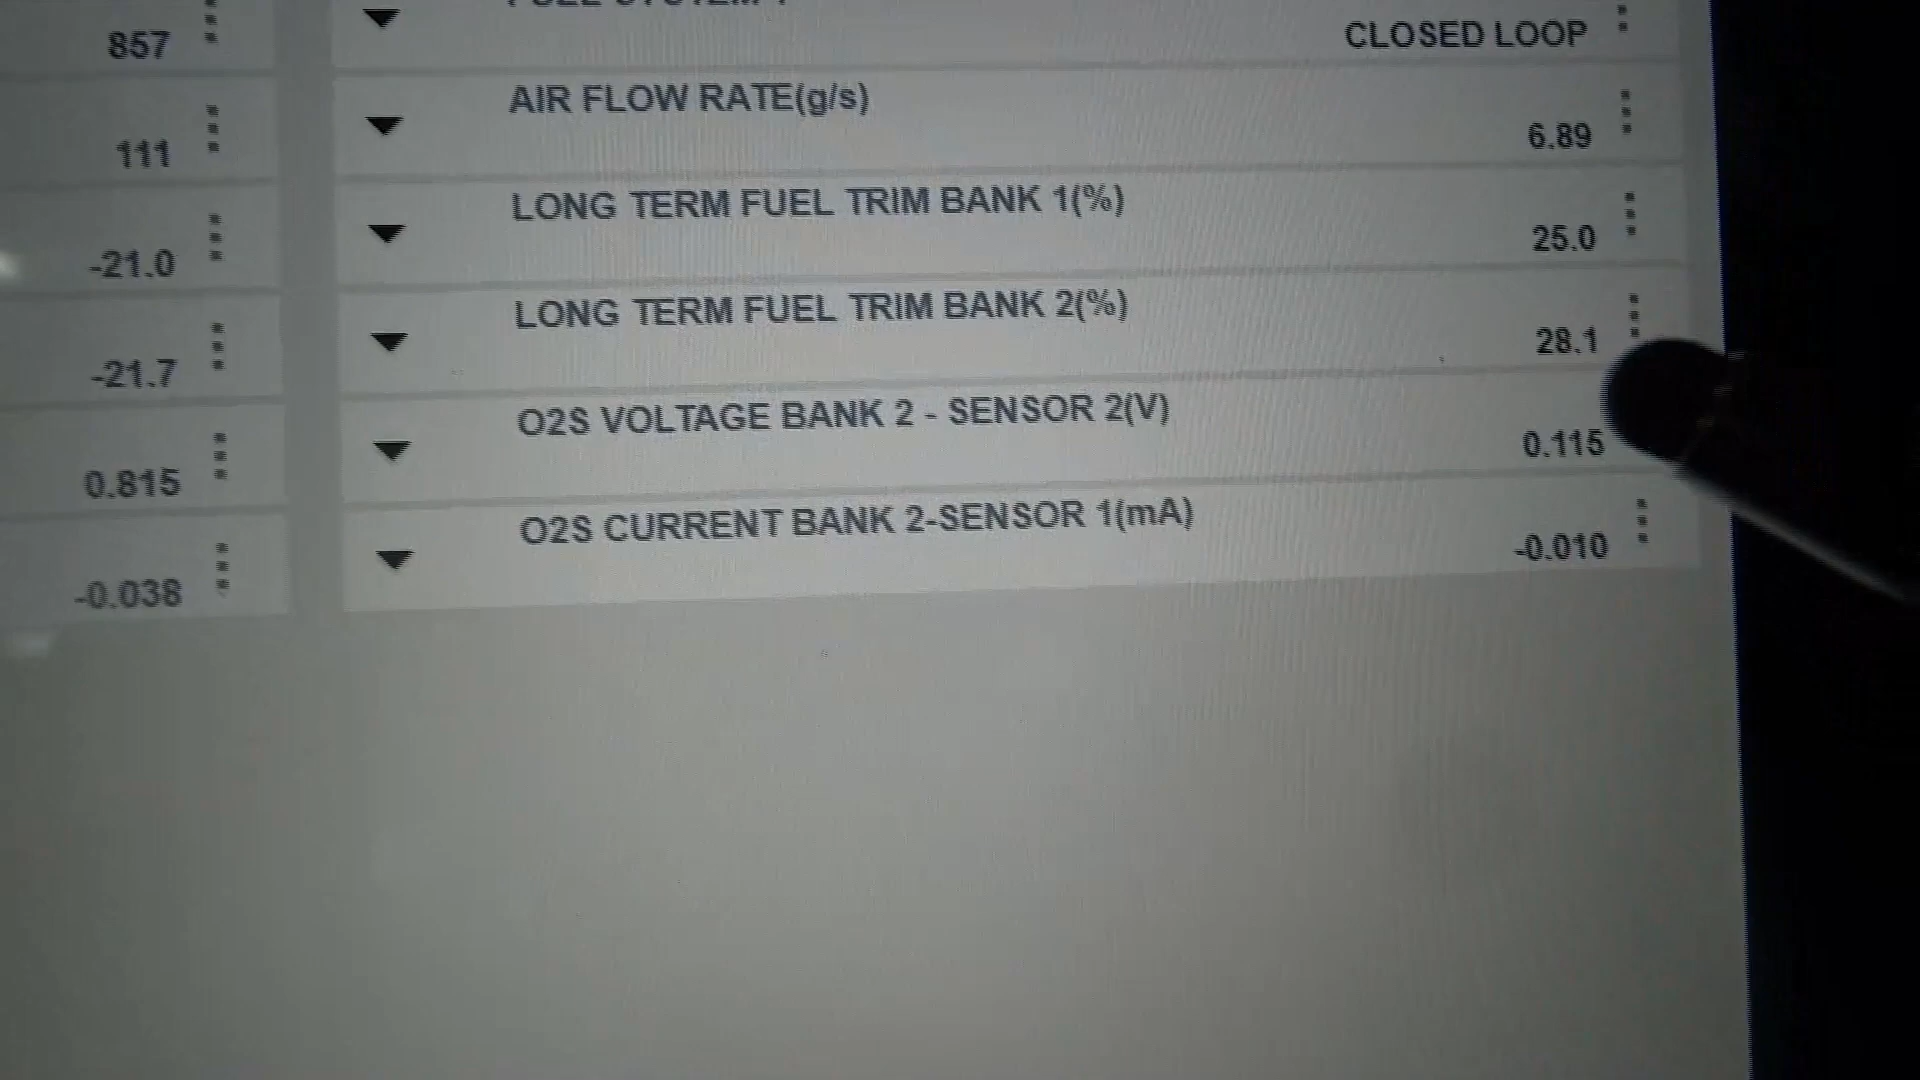 857
111
-21.0
-21.7
0.815
-0.038
CLOSED LOOP
AIR FLOW RATE(g/s)
6.89
LONG TERM FUEL TRIM BANK 1(%)
25.0
LONG TERM FUEL TRIM BANK 2(%)
28.1
O2S VOLTAGE BANK 2 - SENSOR 2(V)
0.115
O2S CURRENT BANK 2-SENSOR 1(mA)
-0.010